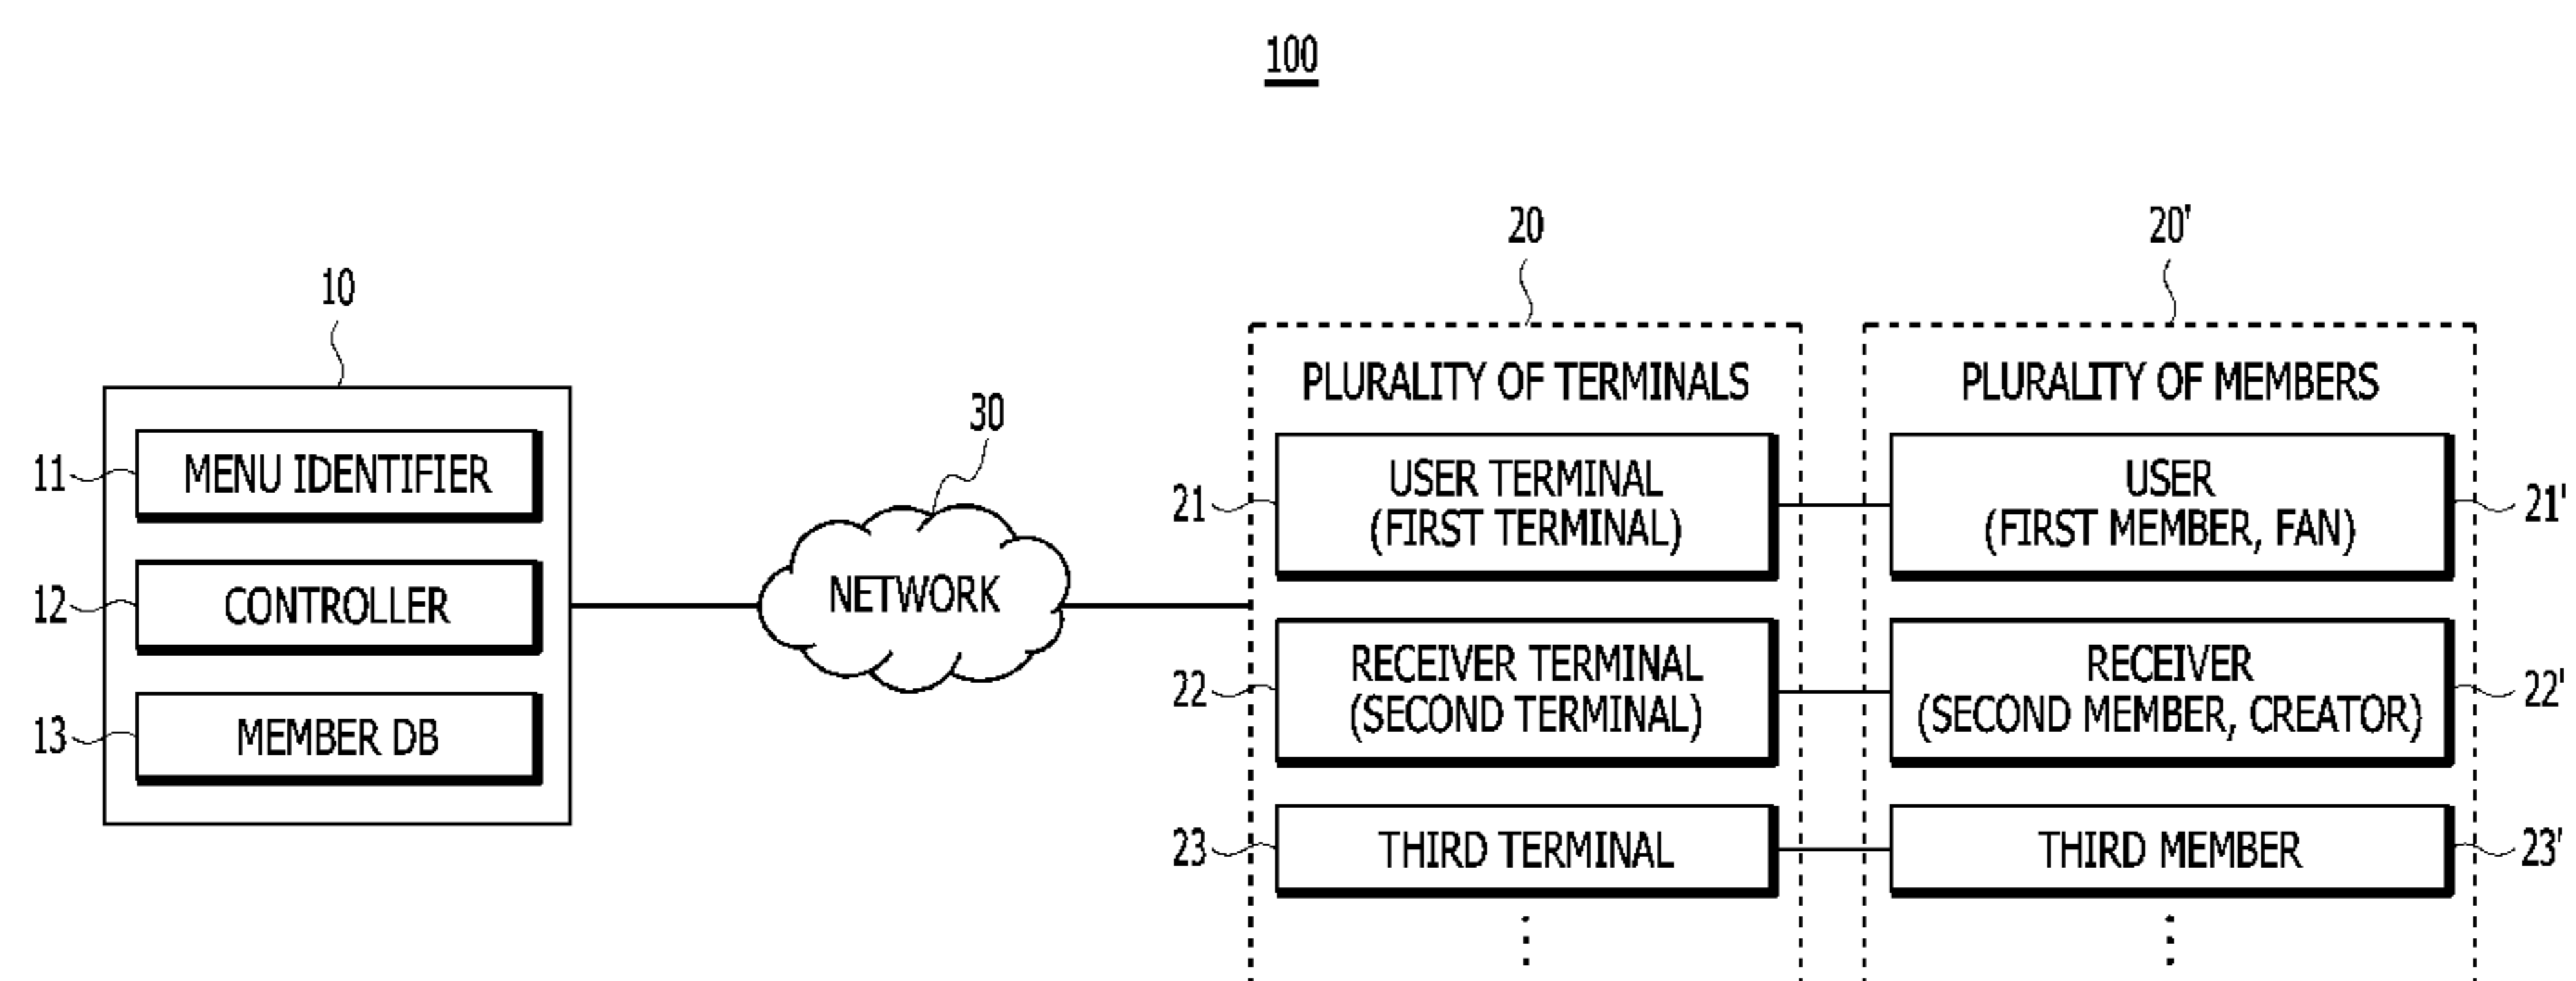 100
10
11
MENU IDENTIFIER
12
CONTROLLER
13
MEMBER DB
30
NETWORK
20
PLURALITY OF TERMINALS
21
USER TERMINAL
(FIRST TERMINAL)
22
RECEIVER TERMINAL
(SECOND TERMINAL)
23
THIRD TERMINAL
20'
PLURALITY OF MEMBERS
USER
(FIRST MEMBER, FAN)
21'
RECEIVER
(SECOND MEMBER, CREATOR)
22'
THIRD MEMBER
23'